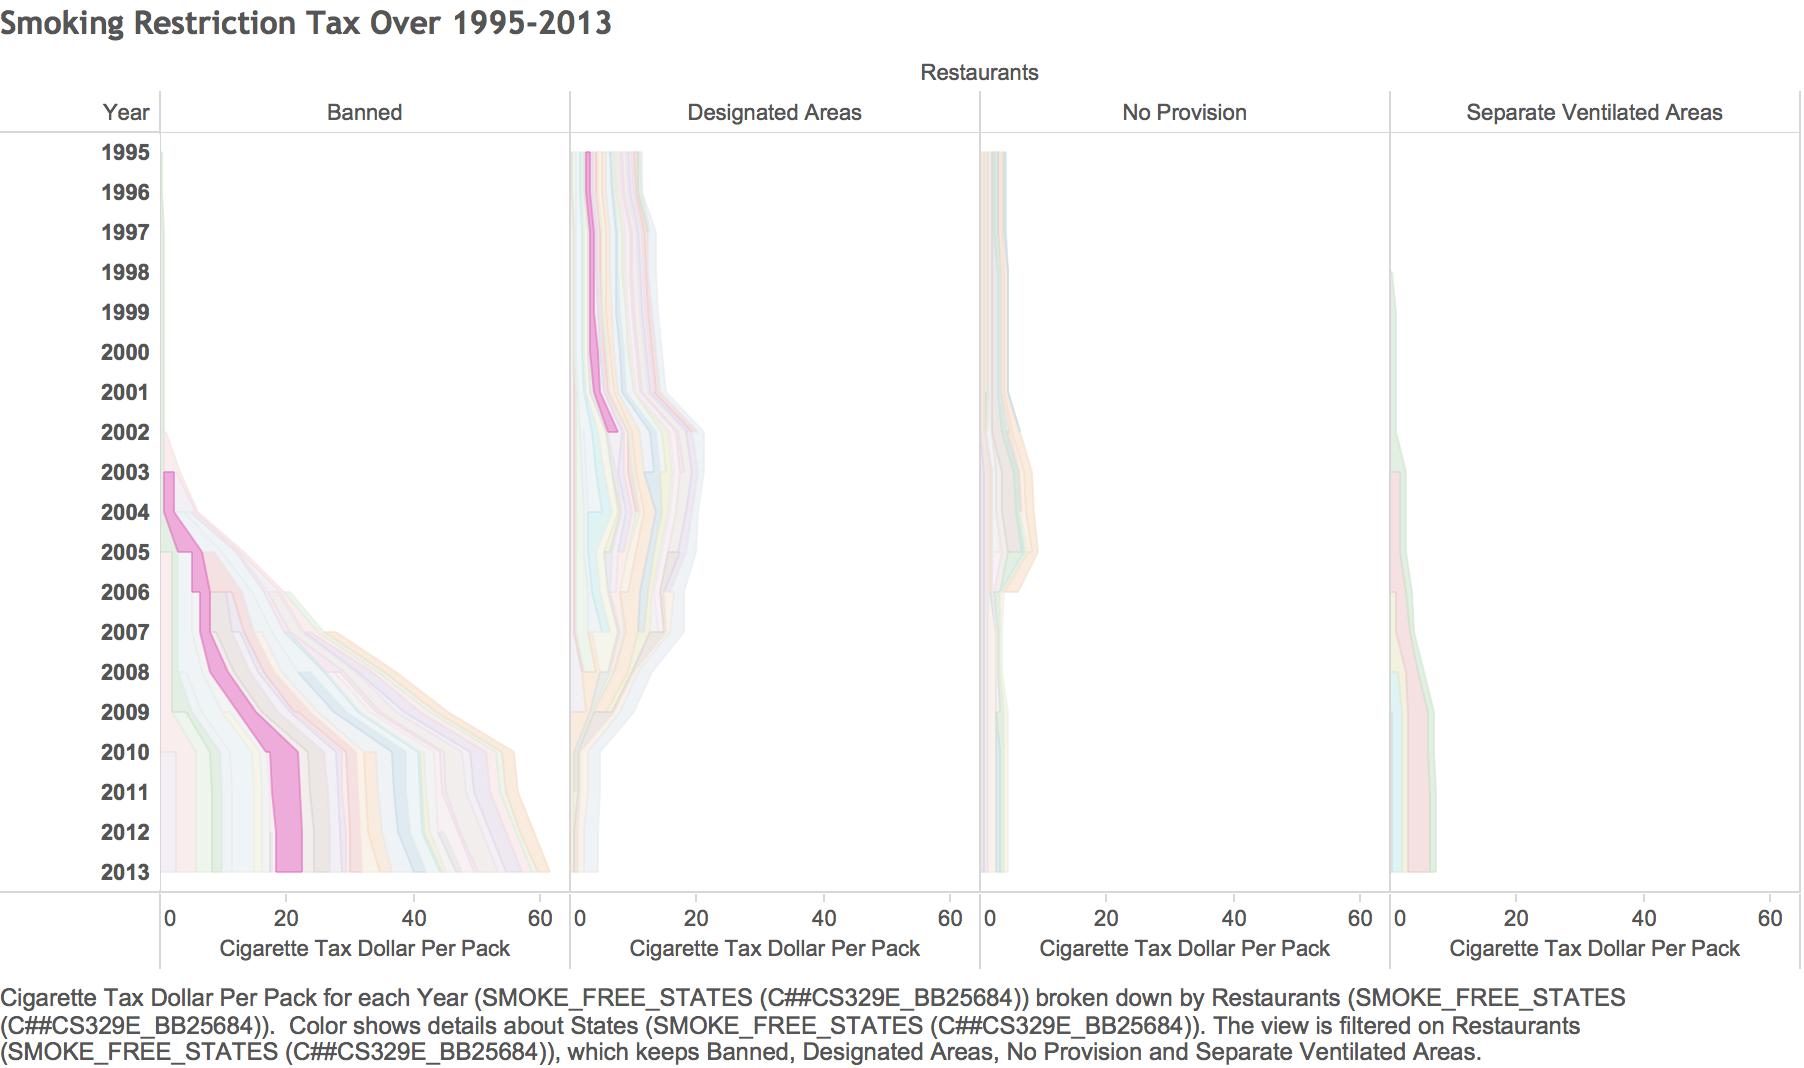 Smoking Restriction Tax Over 1995-2013
Restaurants
Year Banned Designated Areas No Provision Separate Ventilated Areas
1995
1996
1997
1998
1999
2000
2001
2002
2003
2004
2005
2006
2007
2008
2009
2010
2011
2012
2013
0 20 40 60 0 20 40 60 0 20 40 60 0 20 40 60
Cigarette Tax Dollar Per Pack Cigarette Tax Dollar Per Pack Cigarette Tax Dollar Per Pack Cigarette Tax Dollar Per Pack
Cigarette Tax Dollar Per Pack for each Year (SMOKE_FREE_STATES (C##CS329E_BB25684)) broken down by Restaurants (SMOKE_FREE_STATES
(C##CS329E_BB25684)).  Color shows details about States (SMOKE_FREE_STATES (C##CS329E_BB25684)). The view is filtered on Restaurants
(SMOKE_FREE_STATES (C##CS329E_BB25684)), which keeps Banned, Designated Areas, No Provision and Separate Ventilated Areas.